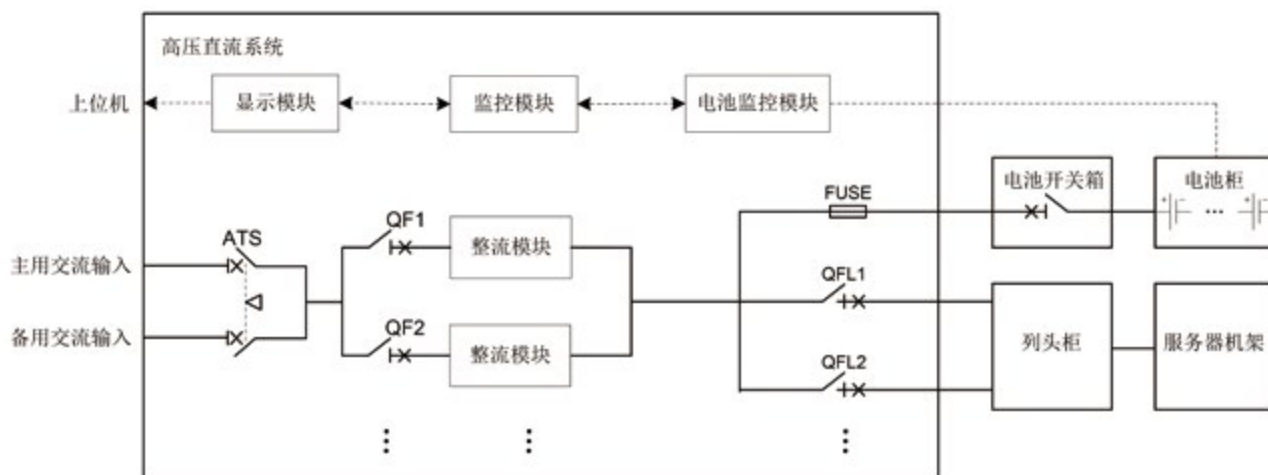 高压直流系统
上位机
显示模块
监控模块
电池监控模块
电池开关箱
电池柜
FUSE
ATS
QF1
整流模块
主用交流输入
QFL1
备用交流输入
QF2
整流模块
QFL2
列头柜
服务器机架